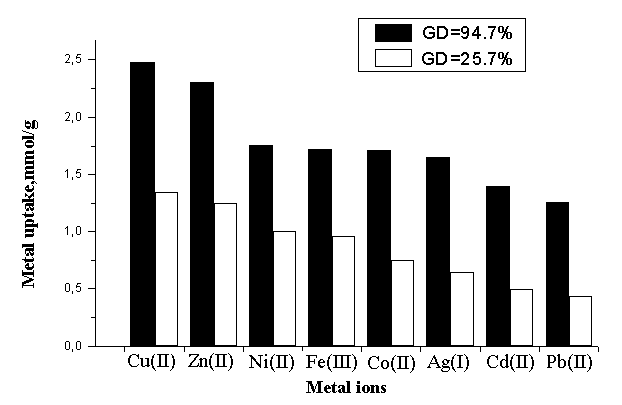 GD=94.7%
GD=25.7%
Metal uptake,mmol/g
2,5
2,0
1,5
1,0
0,5
0,0
Cu(II) Zn(II) Ni(II) Fe(III) Co(II) Ag(I) Cd(II) Pb(II)
Metal ions